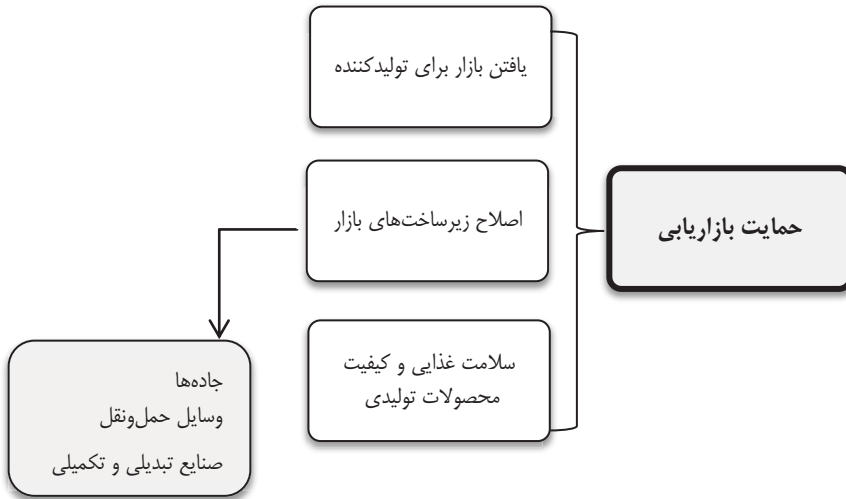 حمایت بازاریابی
یافتن بازار برای تولیدکننده
اصلاح زیرساخت‌های بازار
سلامت غذایی و کیفیت
محصولات تولیدی
جاده‌ها
وسایل حمل‌ونقل
صنایع تبدیلی و تکمیلی